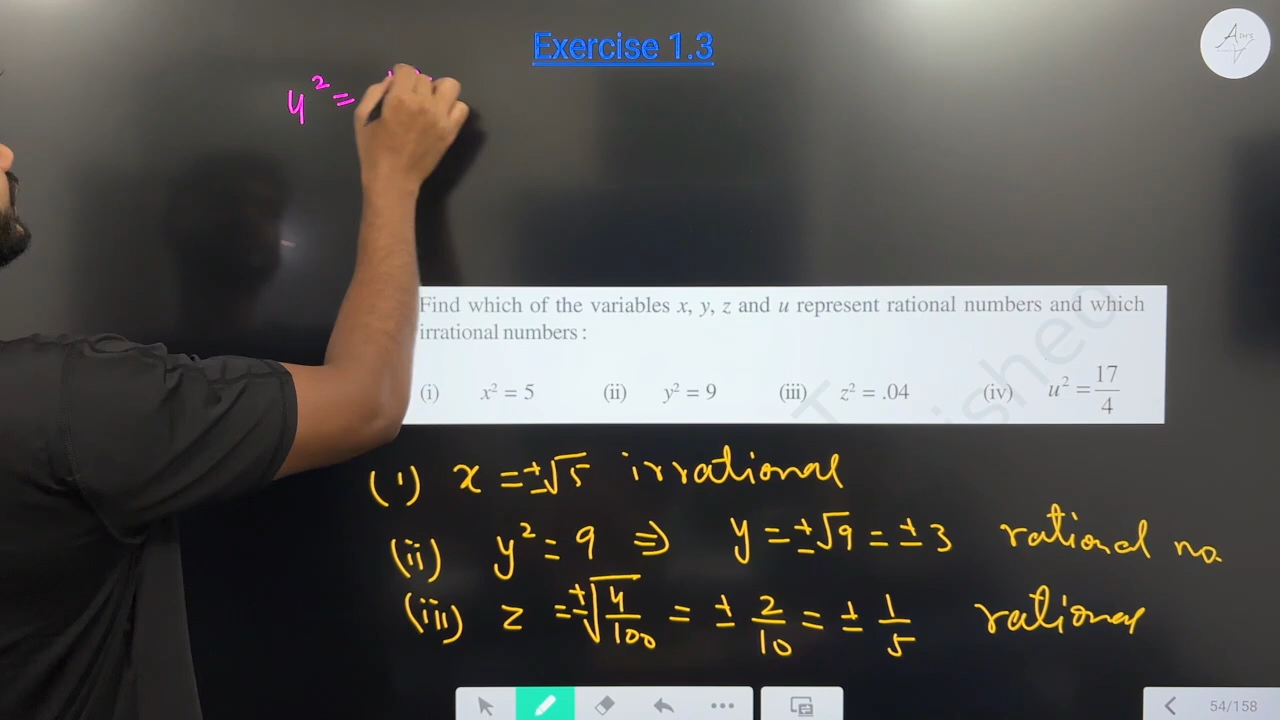 Exercise 1.3
Find which of the variables x, y, z and u represent rational numbers and which
irrational numbers :
(i) x² = 5 (ii) y² = 9 (iii) z² = .04 (iv) u² = 17/4
(i) x = ±√5 irrational
(ii) y² = 9 ⇒ y = ±√9 = ±3 rational no.
(iii) z = ±√4/100 = ± 2/10 = ± 1/5 rational
54/158